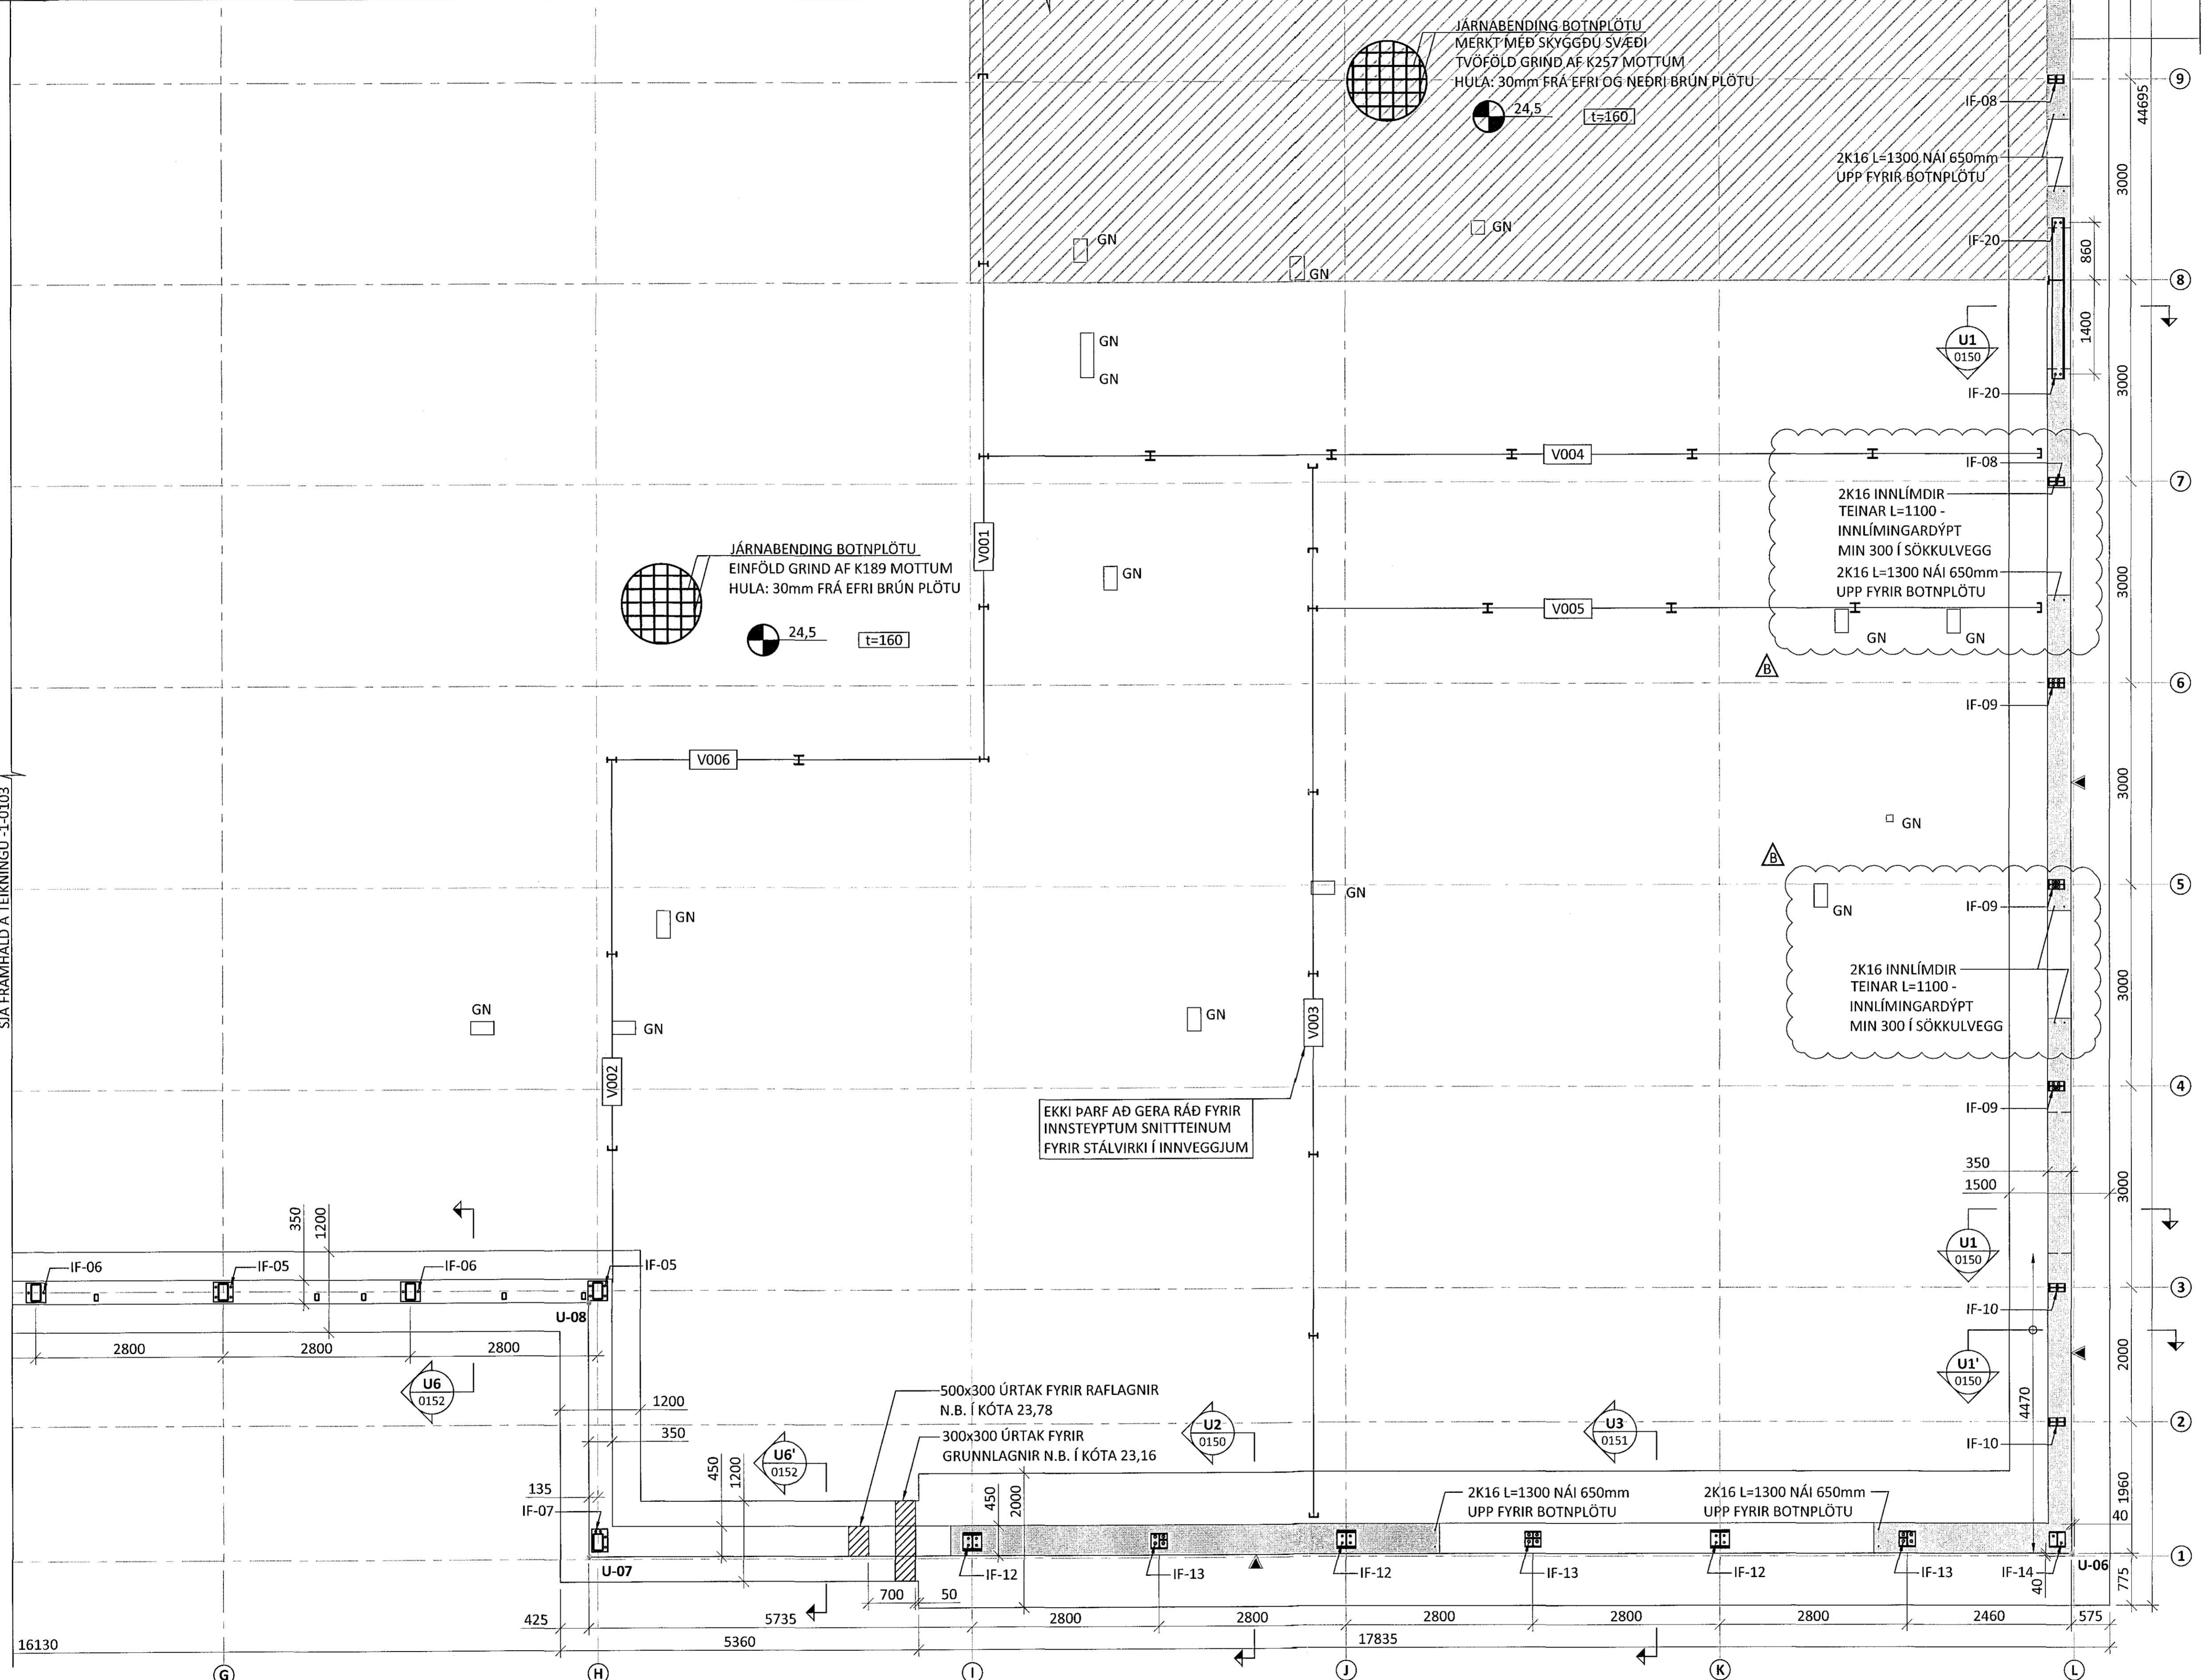 JÁRNABENDING BOTNPLÖTU
MERKT MEÐ SKYGGÐU SVÆÐI
TVÖFÖLD GRIND AF K257 MOTTUM
HULA: 30mm FRÁ EFRI OG NEÐRI BRÚN PLÖTU
24,5
t=160
9
44695
IF-08
2K16 L=1300 NÁI 650mm
UPP FYRIR BOTNPLÖTU
3000
GN
GN
GN
IF-20
860
8
1400
U1
0150
GN
GN
3000
IF-20
V004
IF-08
7
2K16 INNLÍMDIR
TEINAR L=1100 -
INNLÍMINGARDÝPT
MIN 300 Í SÖKKULVEGG
2K16 L=1300 NÁI 650mm
UPP FYRIR BOTNPLÖTU
3000
V001
JÁRNABENDING BOTNPLÖTU
EINFÖLD GRIND AF K189 MOTTUM
HULA: 30mm FRÁ EFRI BRÚN PLÖTU
24,5
t=160
GN
V005
GN
GN
B
6
IF-09
V006
3000
SJÁ FRAMHALD Á TEIKNINGU -1-0103
GN
B
5
GN
IF-09
GN
GN
2K16 INNLÍMDIR
TEINAR L=1100 -
INNLÍMINGARDÝPT
MIN 300 Í SÖKKULVEGG
3000
GN
GN
GN
V003
V002
4
IF-09
EKKI ÞARF AÐ GERA RÁÐ FYRIR
INNSTEYPTUM SNITTTEINUM
FYRIR STÁLVIRKI Í INNVEGGJUM
350
1500
3000
350
1200
U1
0150
IF-06
IF-05
IF-06
IF-05
3
IF-10
U-08
2800
2800
2800
2000
U1'
0150
4470
U6
0152
500x300 ÚRTAK FYRIR RAFLAGNIR
N.B. Í KÓTA 23,78
300x300 ÚRTAK FYRIR
GRUNNLAGNIR N.B. Í KÓTA 23,16
1200
350
U2
0150
U3
0151
2
IF-10
U6'
0152
450
1200
450
2000
135
IF-07
2K16 L=1300 NÁI 650mm
UPP FYRIR BOTNPLÖTU
2K16 L=1300 NÁI 650mm
UPP FYRIR BOTNPLÖTU
1960
40
1
U-07
IF-12
IF-13
IF-12
IF-13
IF-12
IF-13
IF-14
U-06
40
775
700
50
425
5735
2800
2800
2800
2800
2800
2460
575
16130
5360
17835
G
H
I
J
K
L